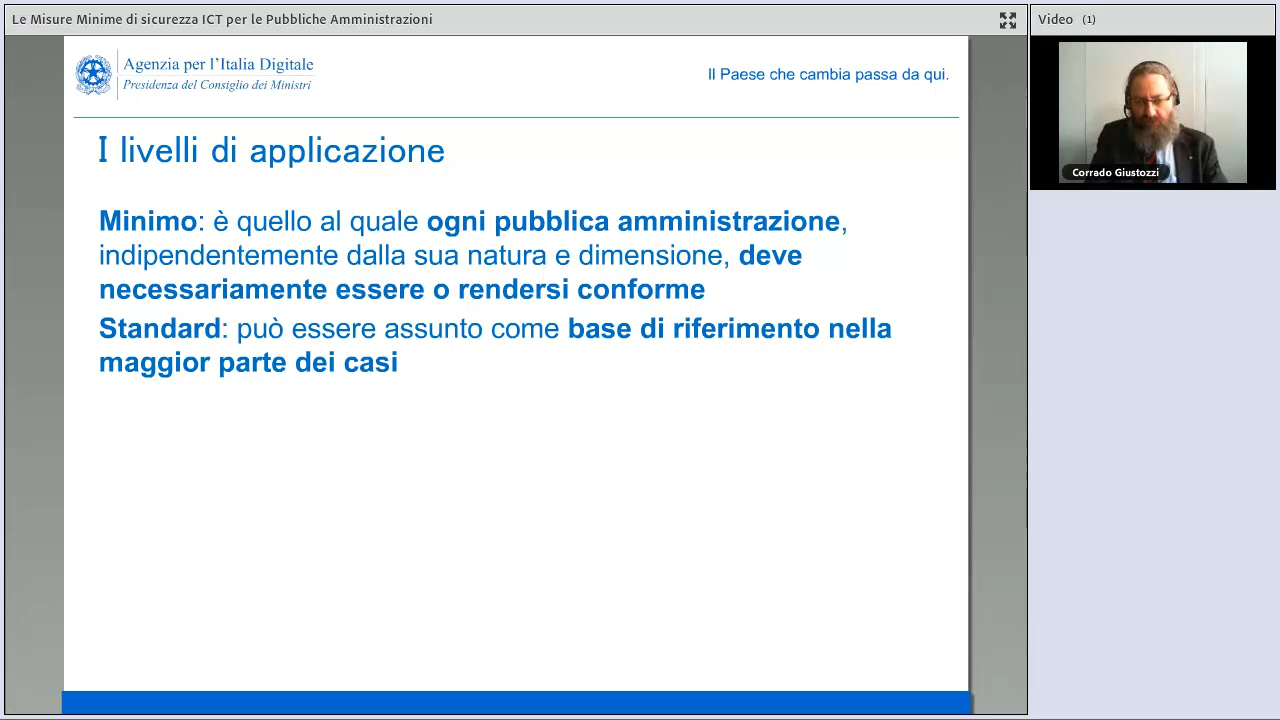 Le Misure Minime di sicurezza ICT per le Pubbliche Amministrazioni
Video (1)
Agenzia per l'Italia Digitale
Presidenza del Consiglio dei Ministri
Il Paese che cambia passa da qui.
Corrado Giustozzi
I livelli di applicazione
Minimo: è quello al quale ogni pubblica amministrazione,
indipendentemente dalla sua natura e dimensione, deve
necessariamente essere o rendersi conforme
Standard: può essere assunto come base di riferimento nella
maggior parte dei casi